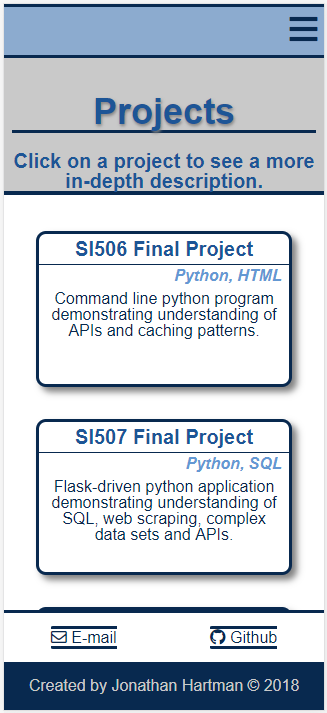 Projects
Click on a project to see a more
in-depth description.
SI506 Final Project
Python, HTML
Command line python program
demonstrating understanding of
APIs and caching patterns.
SI507 Final Project
Python, SQL
Flask-driven python application
demonstrating understanding of
SQL, web scraping, complex
data sets and APIs.
E-mail Github
Created by Jonathan Hartman © 2018